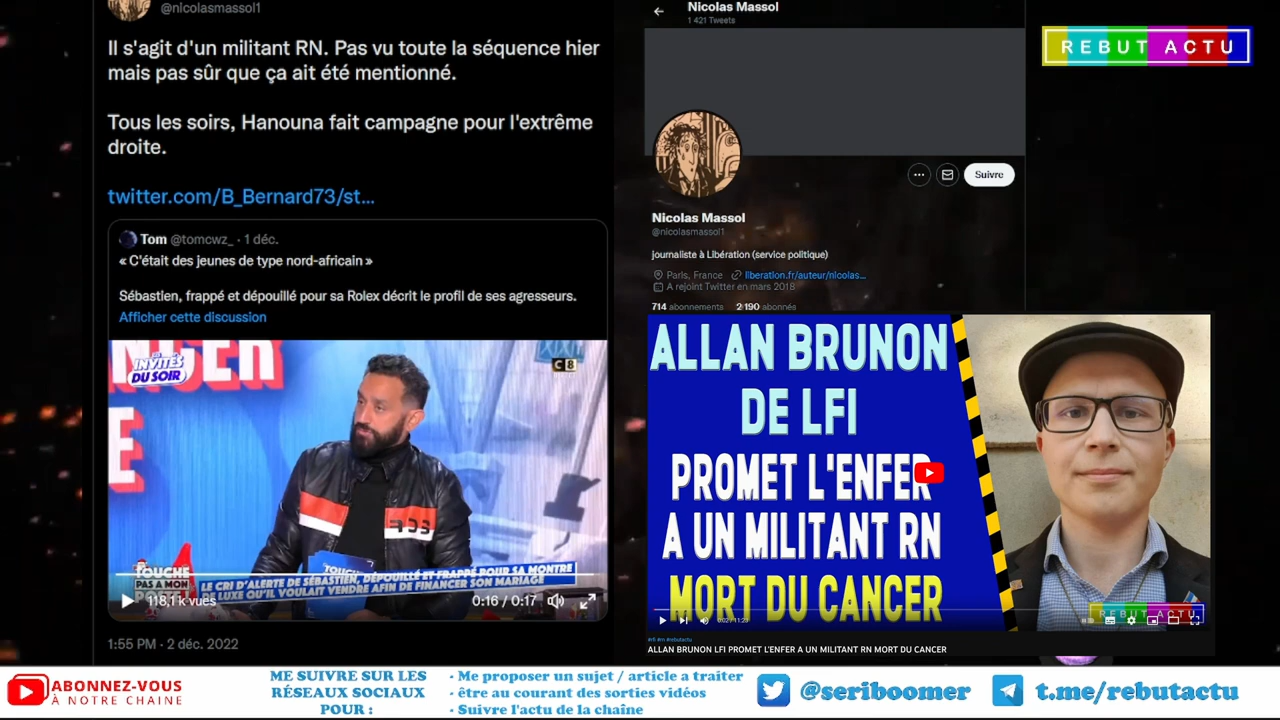 @nicolasmassol1
Il s'agit d'un militant RN. Pas vu toute la séquence hier
mais pas sûr que ça ait été mentionné.
Tous les soirs, Hanouna fait campagne pour l'extrême
droite.
twitter.com/B_Bernard73/st...
Tom @tomcwz_ · 1 déc.
« C'était des jeunes de type nord-africain »
Sébastien, frappé et dépouillé pour sa Rolex décrit le profil de ses agresseurs.
Afficher cette discussion
LES
INVITÉS
DU SOIR
C8
TOUCHE
PAS A MON
LE CRI D'ALERTE DE SÉBASTIEN, DÉPOUILLÉ ET FRAPPÉ POUR SA MONTRE
LUXE QU'IL VOULAIT VENDRE AFIN DE FINANCER SON MARIAGE
118,1 k vues
0:16 / 0:17
1:55 PM · 2 déc. 2022
Nicolas Massol
1 421 Tweets
Suivre
Nicolas Massol
@nicolasmassol1
journaliste à Libération (service politique)
Paris, France liberation.fr/auteur/nicolas...
A rejoint Twitter en mars 2018
714 abonnements 2 190 abonnés
REBUT ACTU
ALLAN BRUNON
DE LFI
PROMET L'ENFER
A UN MILITANT RN
MORT DU CANCER
REBUT ACTU
0:02 / 11:23
#lfi #rn #rebutactu
ALLAN BRUNON LFI PROMET L'ENFER A UN MILITANT RN MORT DU CANCER
ABONNEZ-VOUS
À NOTRE CHAINE
ME SUIVRE SUR LES
RÉSEAUX SOCIAUX
POUR :
- Me proposer un sujet / article a traiter
- être au courant des sorties vidéos
- Suivre l'actu de la chaîne
@seriboomer
t.me/rebutactu